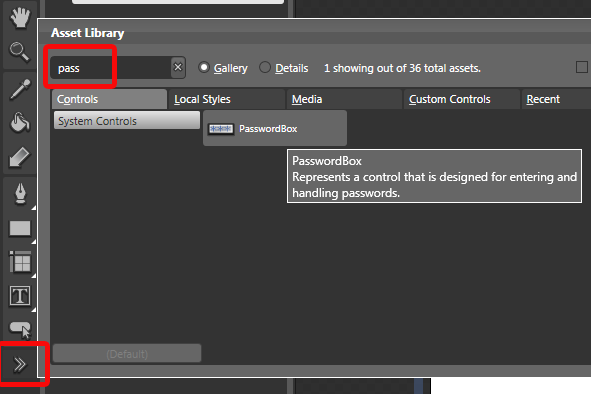 Asset Library
pass
Gallery
Details
1 showing out of 36 total assets.
Controls
Local Styles
Media
Custom Controls
Recent
System Controls
PasswordBox
PasswordBox
Represents a control that is designed for entering and
handling passwords.
T
(Default)